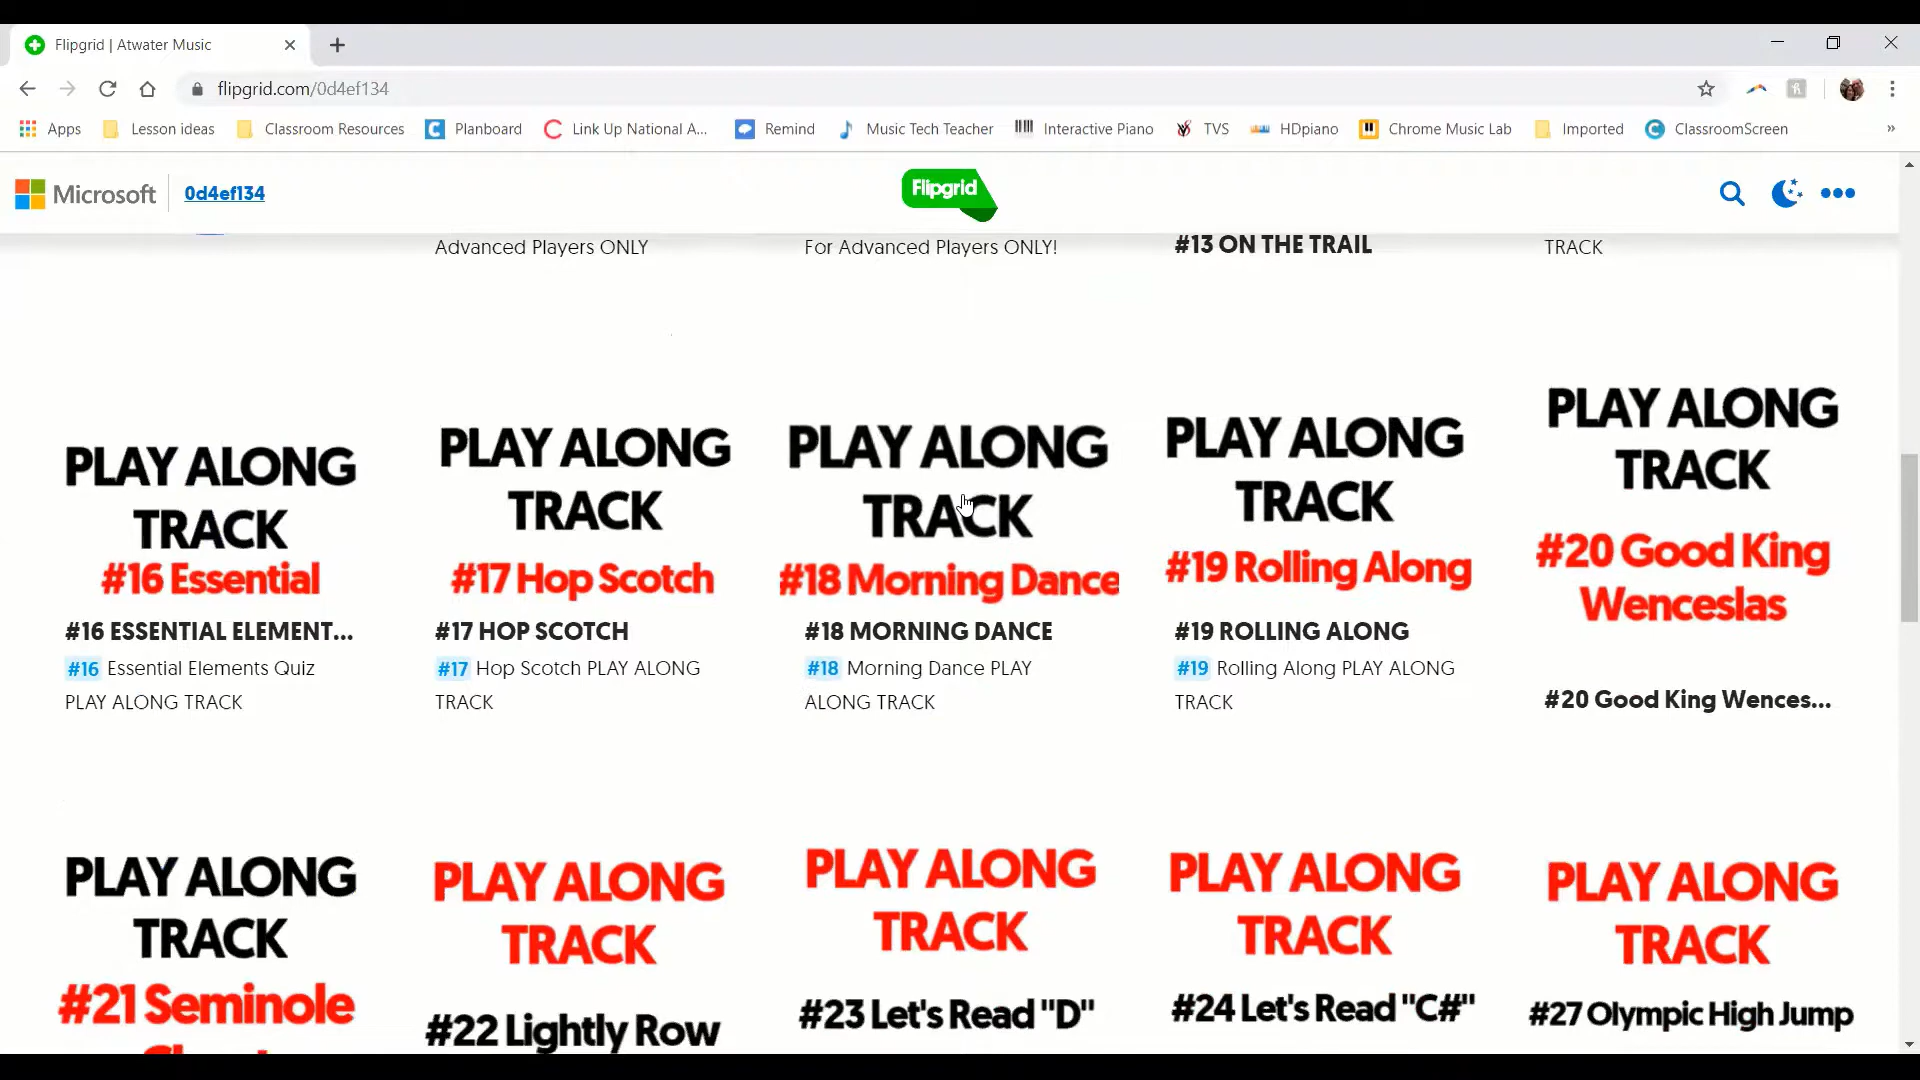 Flipgrid | Atwater Music
flipgrid.com/0d4ef134
Apps Lesson ideas Classroom Resources Planboard Link Up National A... Remind Music Tech Teacher Interactive Piano TVS HDpiano Chrome Music Lab Imported ClassroomScreen »
Microsoft 0d4ef134 Flipgrid
Advanced Players ONLY
For Advanced Players ONLY!
#13 ON THE TRAIL
TRACK
PLAY ALONG
TRACK
#16 Essential
#16 ESSENTIAL ELEMENT...
#16 Essential Elements Quiz
PLAY ALONG TRACK
PLAY ALONG
TRACK
#17 Hop Scotch
#17 HOP SCOTCH
#17 Hop Scotch PLAY ALONG
TRACK
PLAY ALONG
TRACK
#18 Morning Dance
#18 MORNING DANCE
#18 Morning Dance PLAY
ALONG TRACK
PLAY ALONG
TRACK
#19 Rolling Along
#19 ROLLING ALONG
#19 Rolling Along PLAY ALONG
TRACK
PLAY ALONG
TRACK
#20 Good King
Wenceslas
#20 Good King Wences...
PLAY ALONG
TRACK
#21 Seminole
PLAY ALONG
TRACK
#22 Lightly Row
PLAY ALONG
TRACK
#23 Let's Read "D"
PLAY ALONG
TRACK
#24 Let's Read "C#"
PLAY ALONG
TRACK
#27 Olympic High Jump